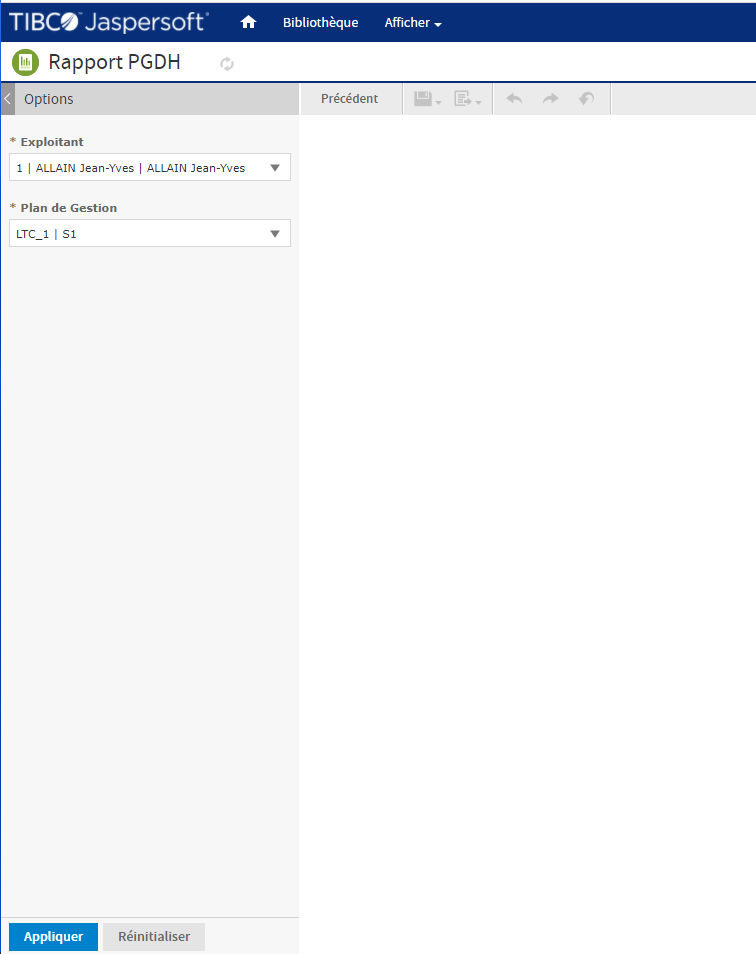 TIBCO Jaspersoft®
Bibliothèque
Afficher
Rapport PGDH
Options
Précédent
* Exploitant
1 | ALLAIN Jean-Yves | ALLAIN Jean-Yves
* Plan de Gestion
LTC_1 | S1
Appliquer
Réinitialiser